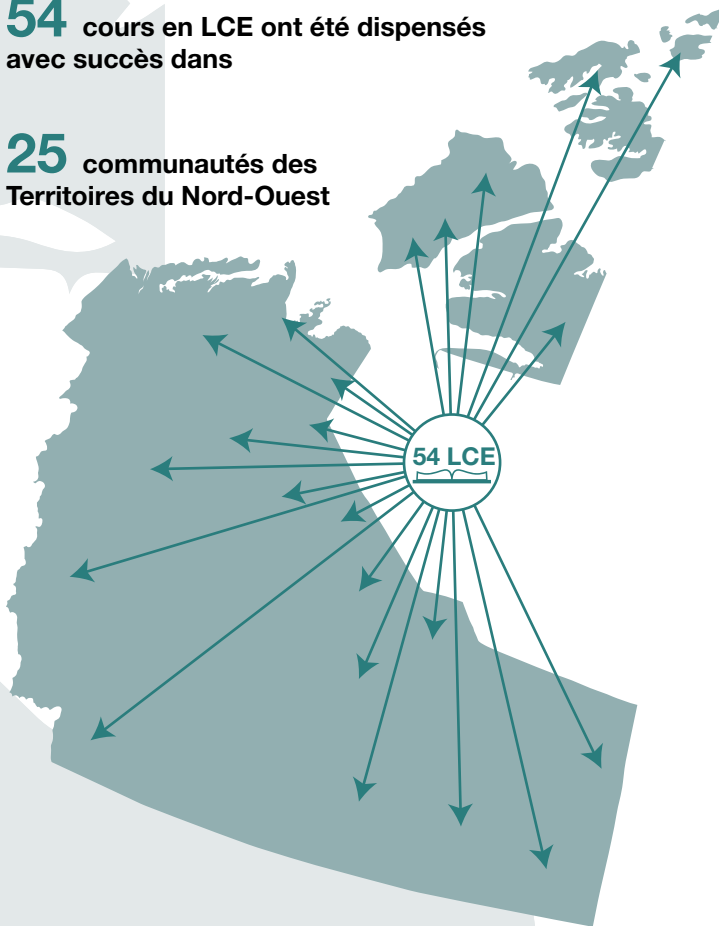 54 cours en LCE ont été dispensés
avec succès dans
25 communautés des
Territoires du Nord-Ouest
54 LCE